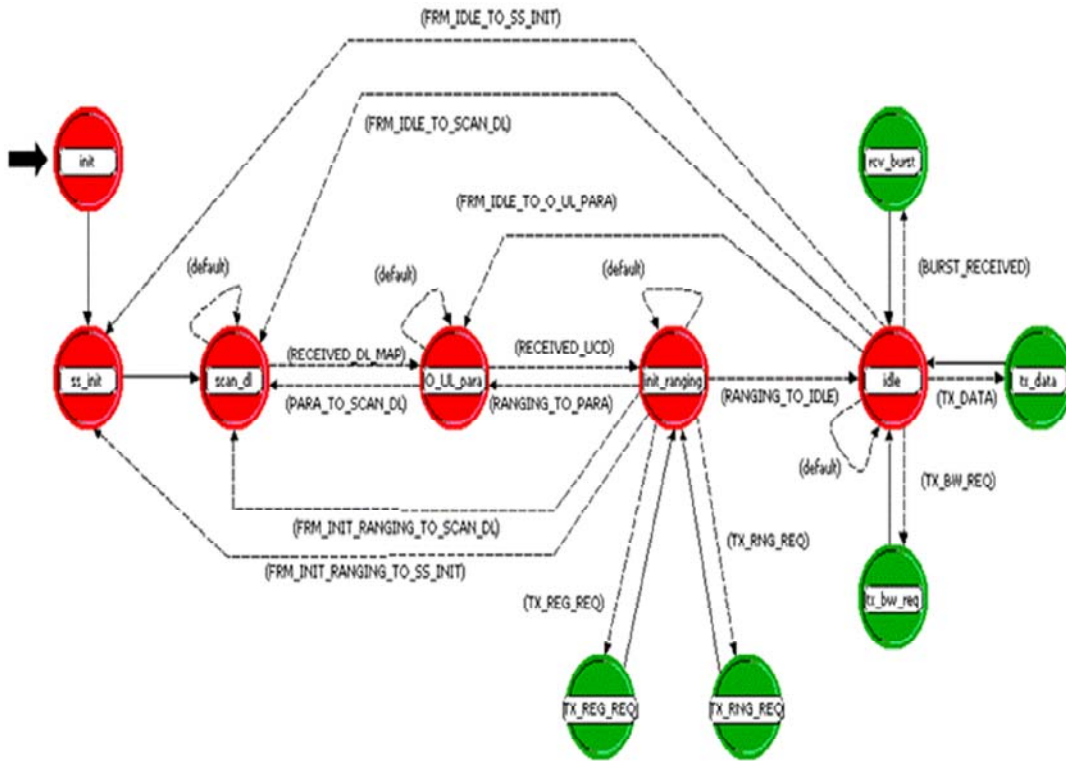 (FRM_IDLE_TO_SS_INIT)
(FRM_IDLE_TO_SCAN_DL)
init
rcv_burst
(FRM_IDLE_TO_O_UL_PARA)
(default)
(default)
(default)
(BURST_RECEIVED)
(RECEIVED_DL_MAP)
(RECEIVED_UCD)
ss_init
scan_dl
O_UL_para
init_ranging
idle
tx_data
(PARA_TO_SCAN_DL)
(RANGING_TO_PARA)
(RANGING_TO_IDLE)
(TX_DATA)
(default)
(TX_BW_REQ)
(FRM_INIT_RANGING_TO_SCAN_DL)
(TX_RNG_REQ)
(FRM_INIT_RANGING_TO_SS_INIT)
(TX_REG_REQ)
tx_bw_req
TX_REG_REQ
TX_RNG_REQ